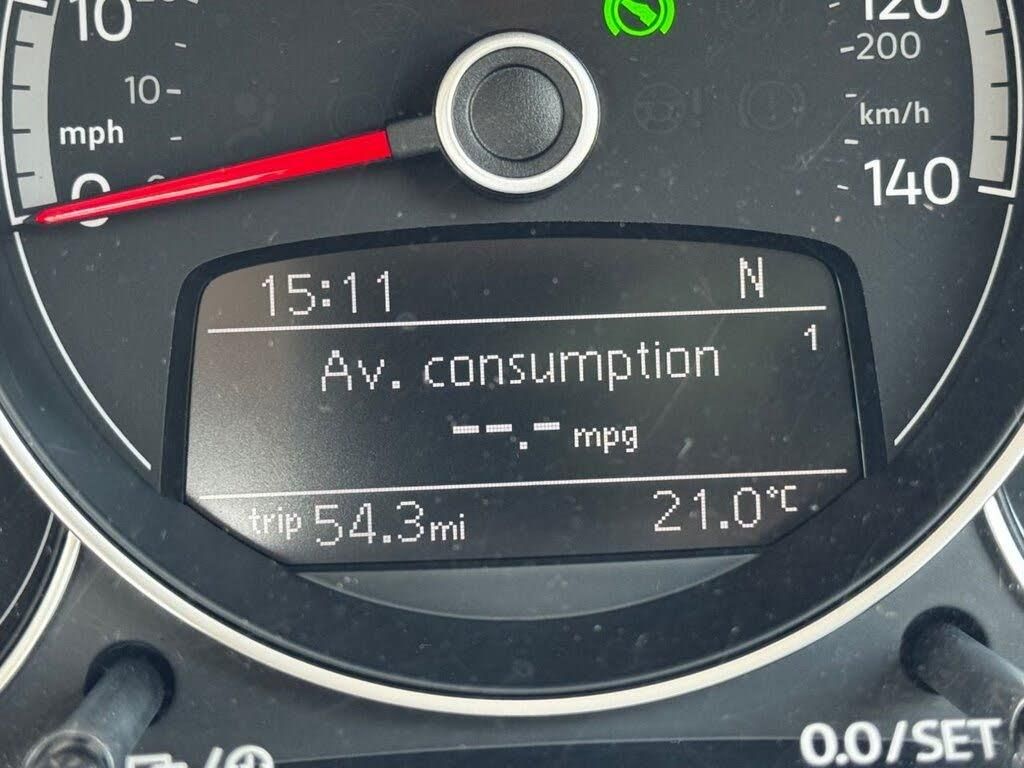 10
120
200
10
km/h
mph
0
140
15:11 N
1
Av. consumption
--.- mpg
trip 54.3mi 21.0°C
0.0/SET